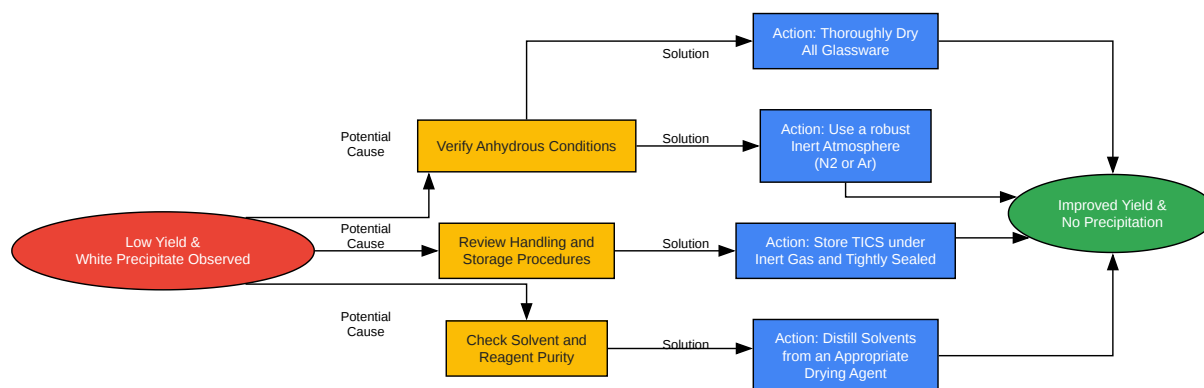 Action: Thoroughly Dry
All Glassware
Solution
Potential
Cause
Verify Anhydrous Conditions
Solution
Action: Use a robust
Inert Atmosphere
(N2 or Ar)
Low Yield &
White Precipitate Observed
Potential
Cause
Review Handling and
Storage Procedures
Solution
Action: Store TICS under
Inert Gas and Tightly Sealed
Improved Yield &
No Precipitation
Potential
Cause
Check Solvent and
Reagent Purity
Solution
Action: Distill Solvents
from an Appropriate
Drying Agent